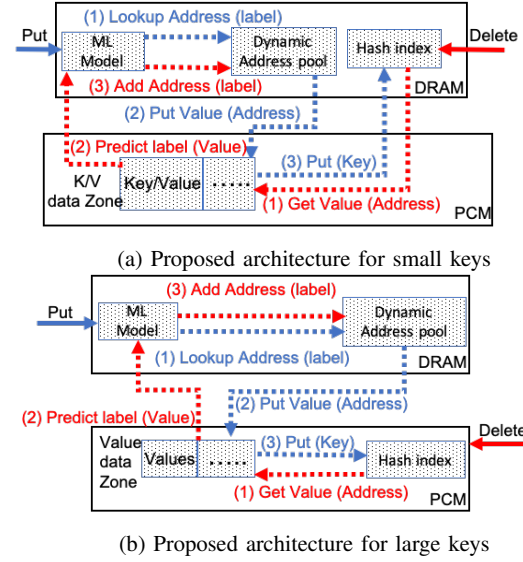 (1) Lookup Address (label)
Put
ML
Model
Dynamic
Address pool
Hash index
Delete
(3) Add Address (label)
DRAM
(2) Put Value (Address)
(2) Predict label (Value)
K/V
data Zone
Key/Value
.....
(3) Put (Key)
(1) Get Value (Address)
PCM
(a) Proposed architecture for small keys
(3) Add Address (label)
Put
ML
Model
Dynamic
Address pool
(1) Lookup Address (label)
DRAM
(2) Put Value (Address)
(2) Predict label (Value)
Delete
Value
data
Zone
Values
.....
(3) Put (Key)
Hash index
(1) Get Value (Address)
PCM
(b) Proposed architecture for large keys